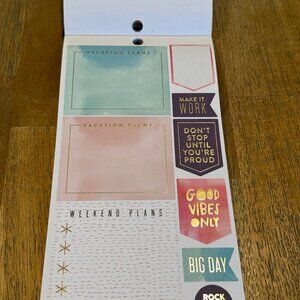 VACATION PLANS
VACATION PLANS
WEEKEND PLANS
MAKE IT
WORK
DON'T
STOP
UNTIL
YOU'RE
PROUD
GOOD
VIBES
ONLY
BIG DAY
ROCK